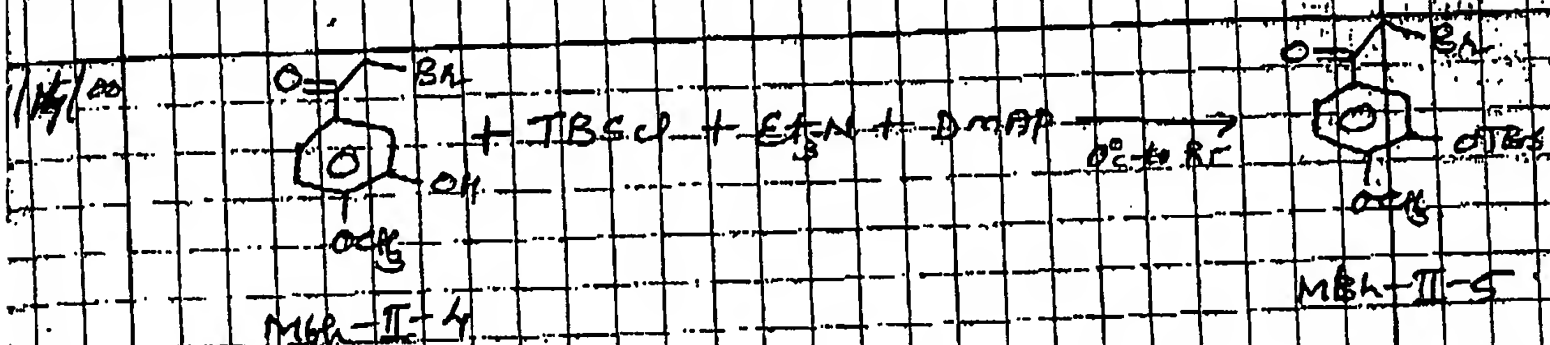 O Br O Br
+ TBSCl + Et3N + DMAP
0°c to RT
OH OTBS
OCH3 OCH3
MBh-II-4 MBh-II-5